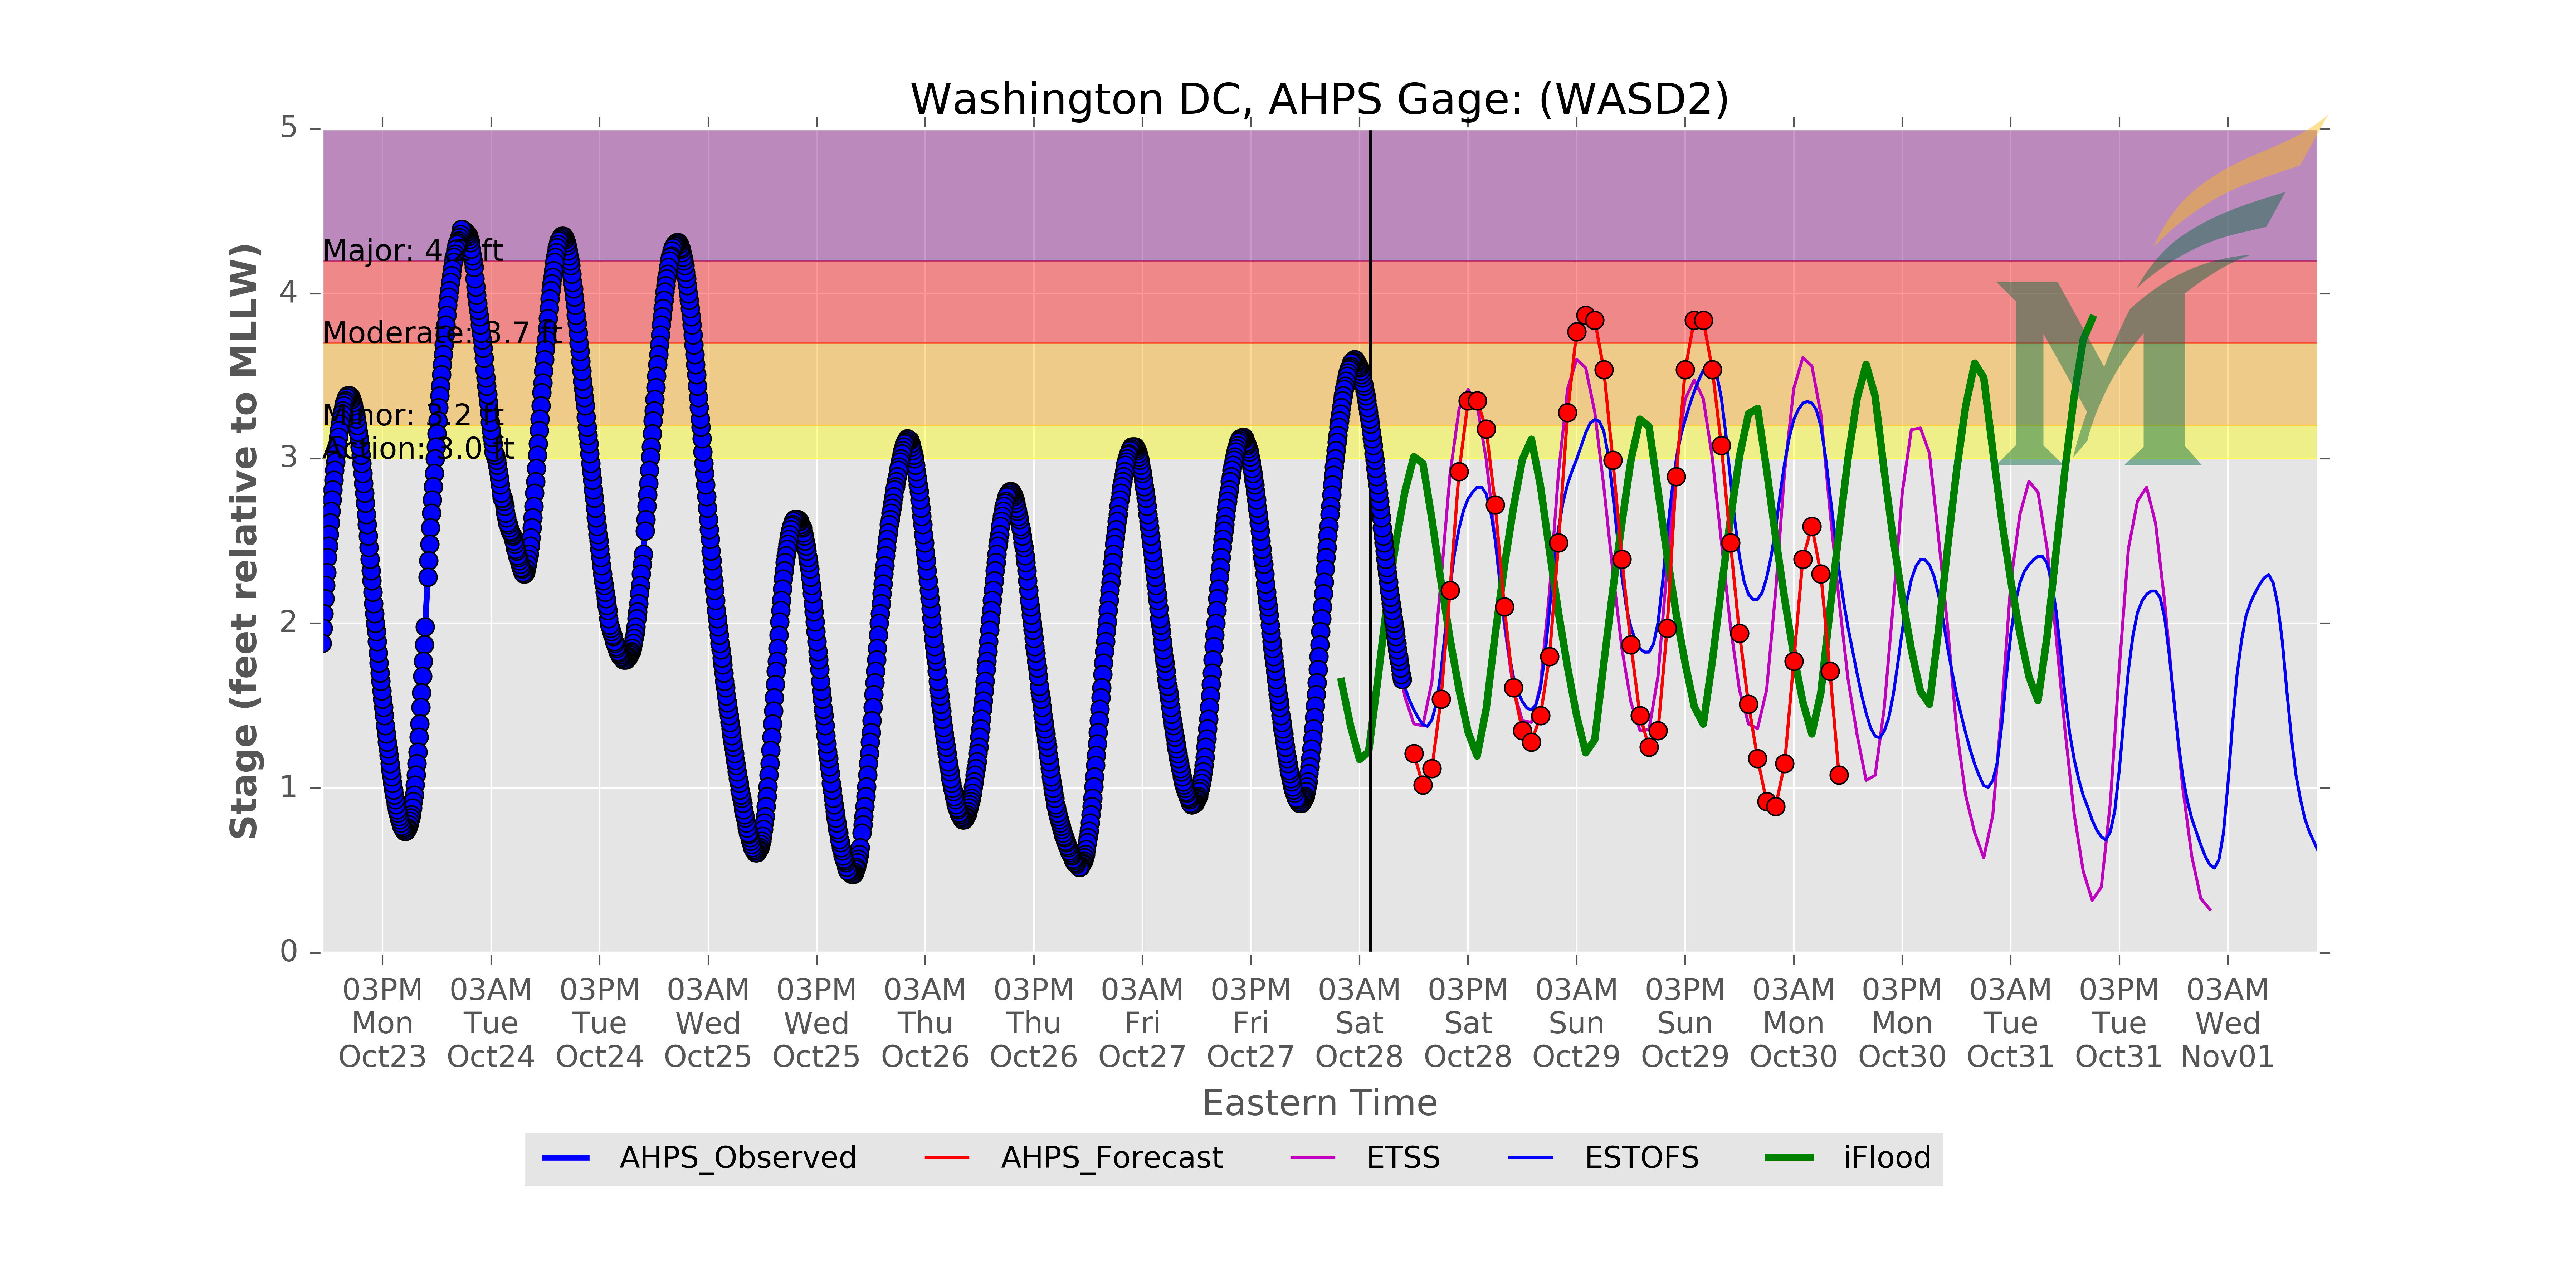 Washington DC, AHPS Gage: (WASD2)
Stage (feet relative to MLLW)
5
4
3
2
1
0
Major: 4. ft
Moderate: 3.7 ft
Minor: 3.2 ft
Action: 3.0 ft
03PM 03AM 03PM 03AM 03PM 03AM 03PM 03AM 03PM 03AM 03PM 03AM 03PM 03AM 03PM 03AM 03PM 03AM
Mon Tue Tue Wed Wed Thu Thu Fri Fri Sat Sat Sun Sun Mon Mon Tue Tue Wed
Oct23 Oct24 Oct24 Oct25 Oct25 Oct26 Oct26 Oct27 Oct27 Oct28 Oct28 Oct29 Oct29 Oct30 Oct30 Oct31 Oct31 Nov01
Eastern Time
AHPS_Observed AHPS_Forecast ETSS ESTOFS iFlood